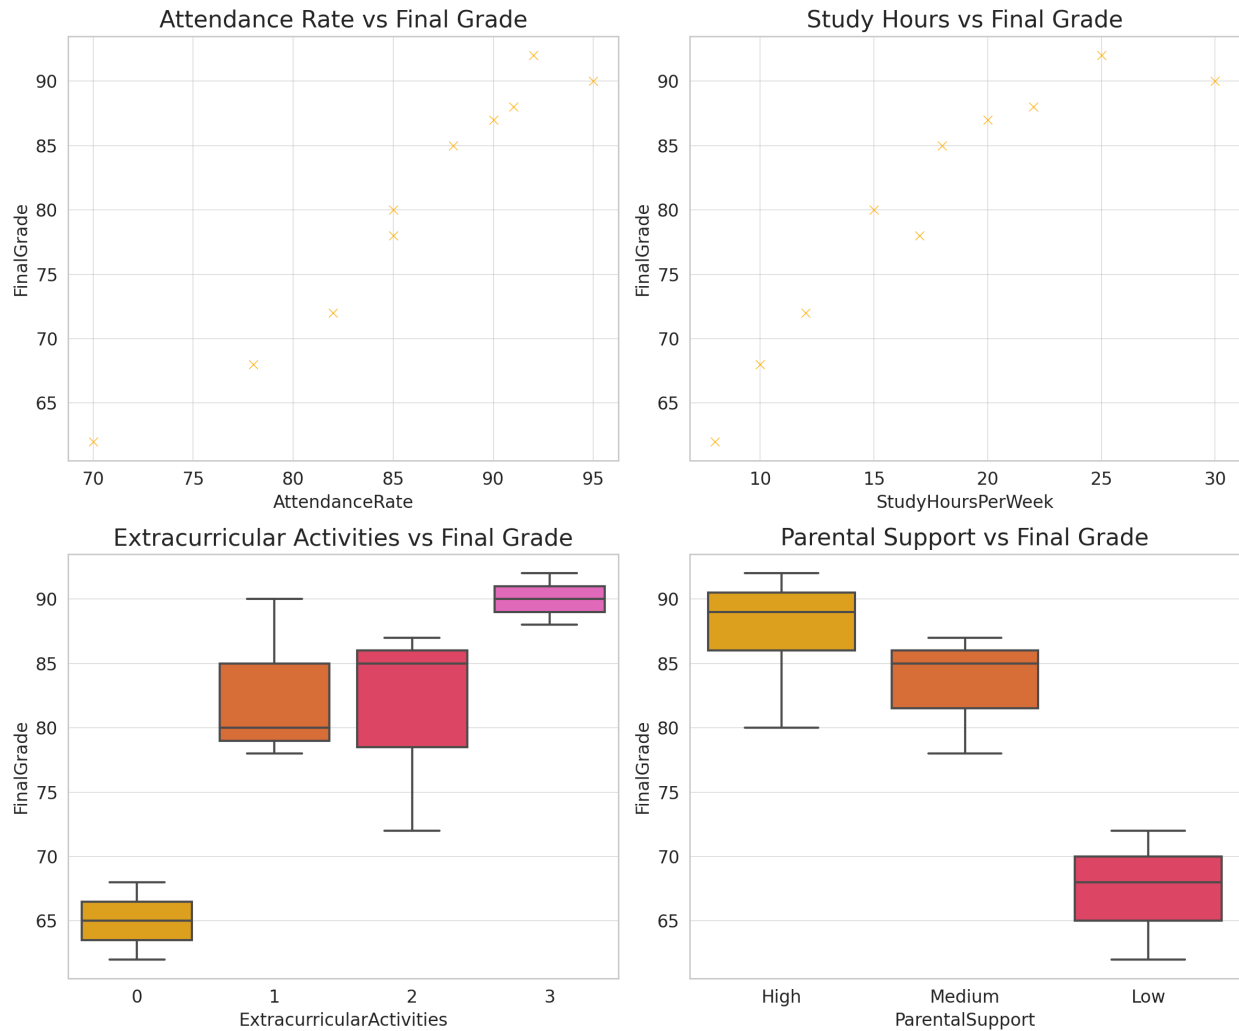 Attendance Rate vs Final Grade
FinalGrade
90
85
80
75
70
65
70 75 80 85 90 95
AttendanceRate
Study Hours vs Final Grade
FinalGrade
90
85
80
75
70
65
10 15 20 25 30
StudyHoursPerWeek
Extracurricular Activities vs Final Grade
FinalGrade
90
85
80
75
70
65
0 1 2 3
ExtracurricularActivities
Parental Support vs Final Grade
FinalGrade
90
85
80
75
70
65
High Medium Low
ParentalSupport